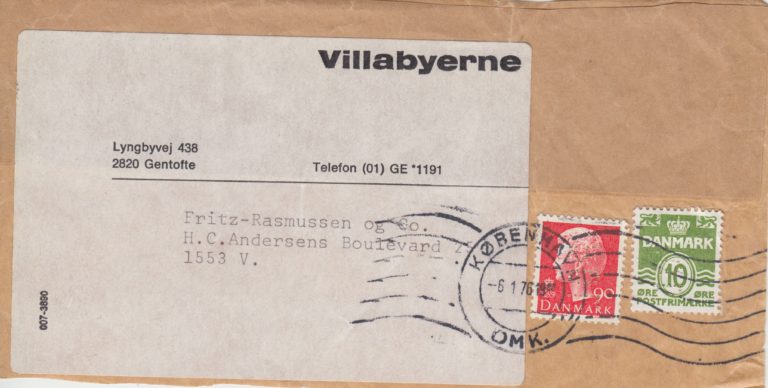 Villabyerne
Lyngbyvej 438
2820 Gentofte
Telefon (01) GE *1191
Fritz-Rasmussen og Co.
H.C.Andersens Boulevard
1553 V.
007-3890
KØBENHAVN
-6 1 76
OMK.
90
DANMARK
DANMARK
10
ØRE ØRE
POSTFRIMÆRKE